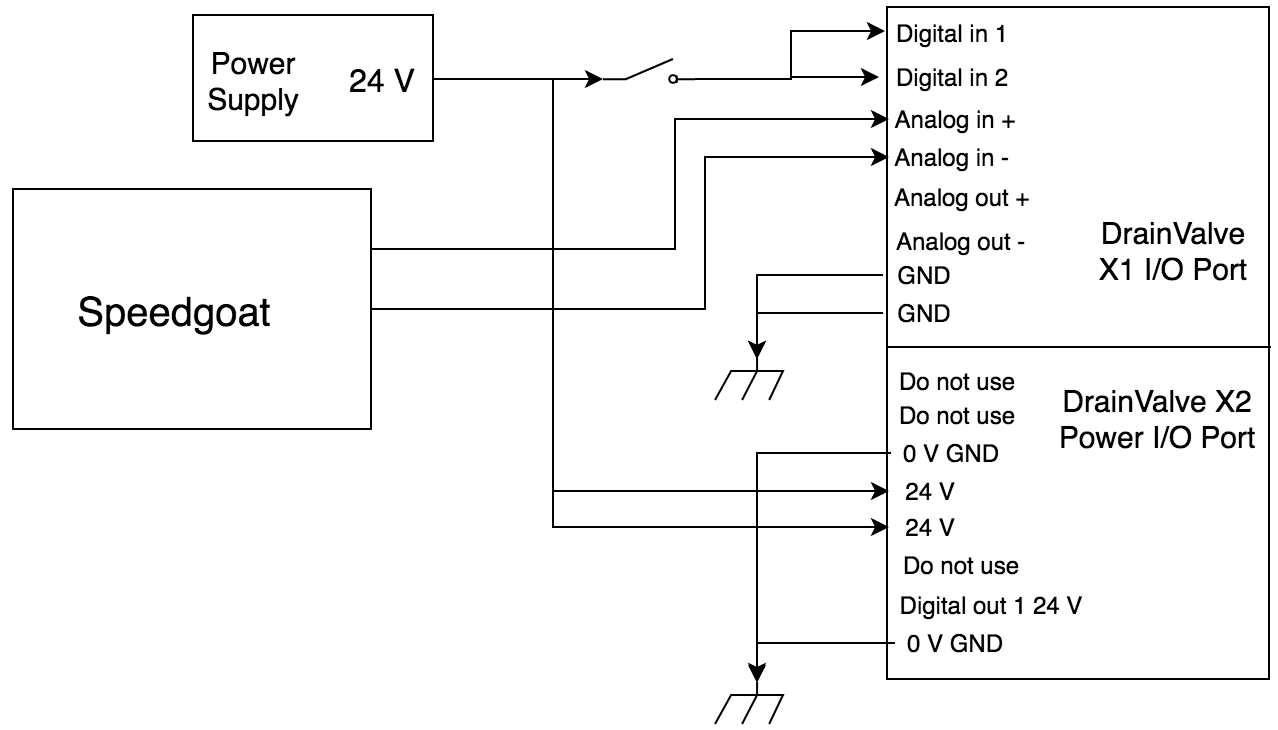 Power
Supply
24 V
Speedgoat
Digital in 1
Digital in 2
Analog in +
Analog in -
Analog out +
Analog out -
GND
GND
DrainValve
X1 I/O Port
Do not use
Do not use
0 V GND
24 V
24 V
Do not use
Digital out 1 24 V
0 V GND
DrainValve X2
Power I/O Port